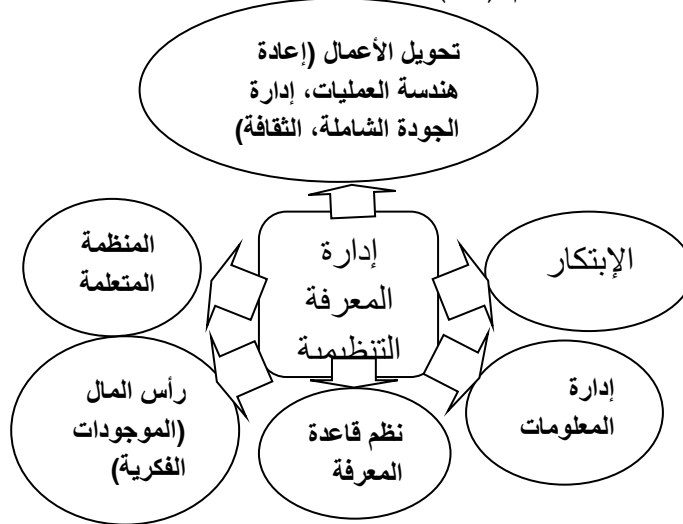 تحويل الأعمال (إعادة
هندسة العمليات، إدارة
الجودة الشاملة، الثقافة)
المنظمة
المتعلمة
إدارة
المعرفة
التنظيمية
الإبتكار
رأس المال
(الموجودات
الفكرية)
نظم قاعدة
المعرفة
إدارة
المعلومات